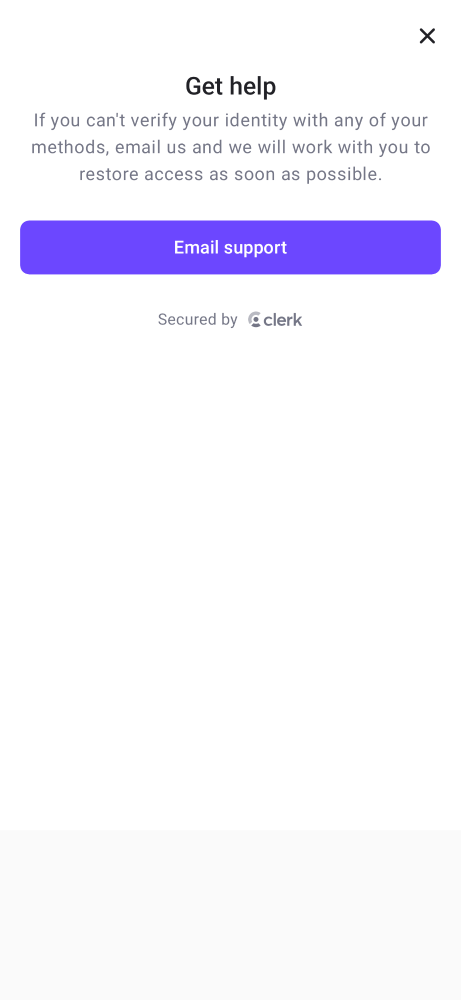 Get help
If you can't verify your identity with any of your
methods, email us and we will work with you to
restore access as soon as possible.
Email support
Secured by clerk